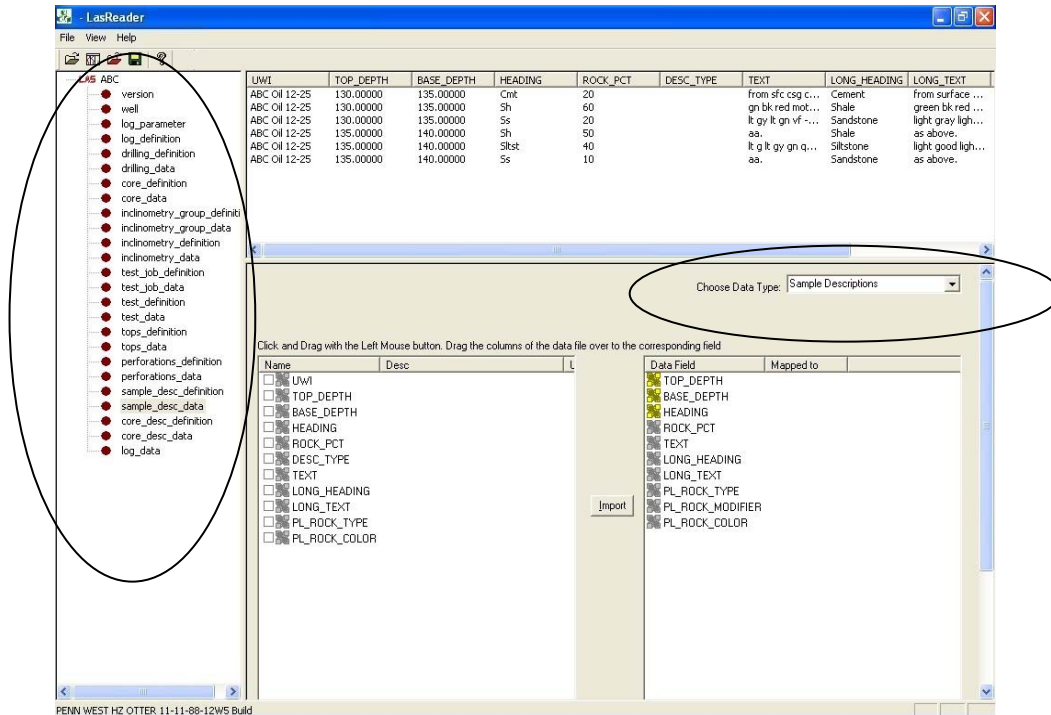 - LasReader
File View Help
LAS ABC
version
well
log_parameter
log_definition
drilling_definition
drilling_data
core_definition
core_data
inclinometry_group_definiti
inclinometry_group_data
inclinometry_definition
inclinometry_data
test_job_definition
test_job_data
test_definition
test_data
tops_definition
tops_data
perforations_definition
perforations_data
sample_desc_definition
sample_desc_data
core_desc_definition
core_desc_data
log_data
UWI TOP_DEPTH BASE_DEPTH HEADING ROCK_PCT DESC_TYPE TEXT LONG_HEADING LONG_TEXT
ABC Oil 12-25 130.00000 135.00000 Cmt 20 from sfc csg c... Cement from surface ...
ABC Oil 12-25 130.00000 135.00000 Sh 60 gn bk red mot... Shale green bk red ...
ABC Oil 12-25 130.00000 135.00000 Ss 20 lt gy lt gn vf -... Sandstone light gray ligh...
ABC Oil 12-25 135.00000 140.00000 Sh 50 aa. Shale as above.
ABC Oil 12-25 135.00000 140.00000 Sltst 40 lt g lt gy gn q... Siltstone light good ligh...
ABC Oil 12-25 135.00000 140.00000 Ss 10 aa. Sandstone as above.
Choose Data Type: Sample Descriptions
Click and Drag with the Left Mouse button. Drag the columns of the data file over to the corresponding field
Name Desc
UWI
TOP_DEPTH
BASE_DEPTH
HEADING
ROCK_PCT
DESC_TYPE
TEXT
LONG_HEADING
LONG_TEXT
PL_ROCK_TYPE
PL_ROCK_COLOR
Import
Data Field Mapped to
TOP_DEPTH
BASE_DEPTH
HEADING
ROCK_PCT
TEXT
LONG_HEADING
LONG_TEXT
PL_ROCK_TYPE
PL_ROCK_MODIFIER
PL_ROCK_COLOR
PENN WEST HZ OTTER 11-11-88-12W5 Build